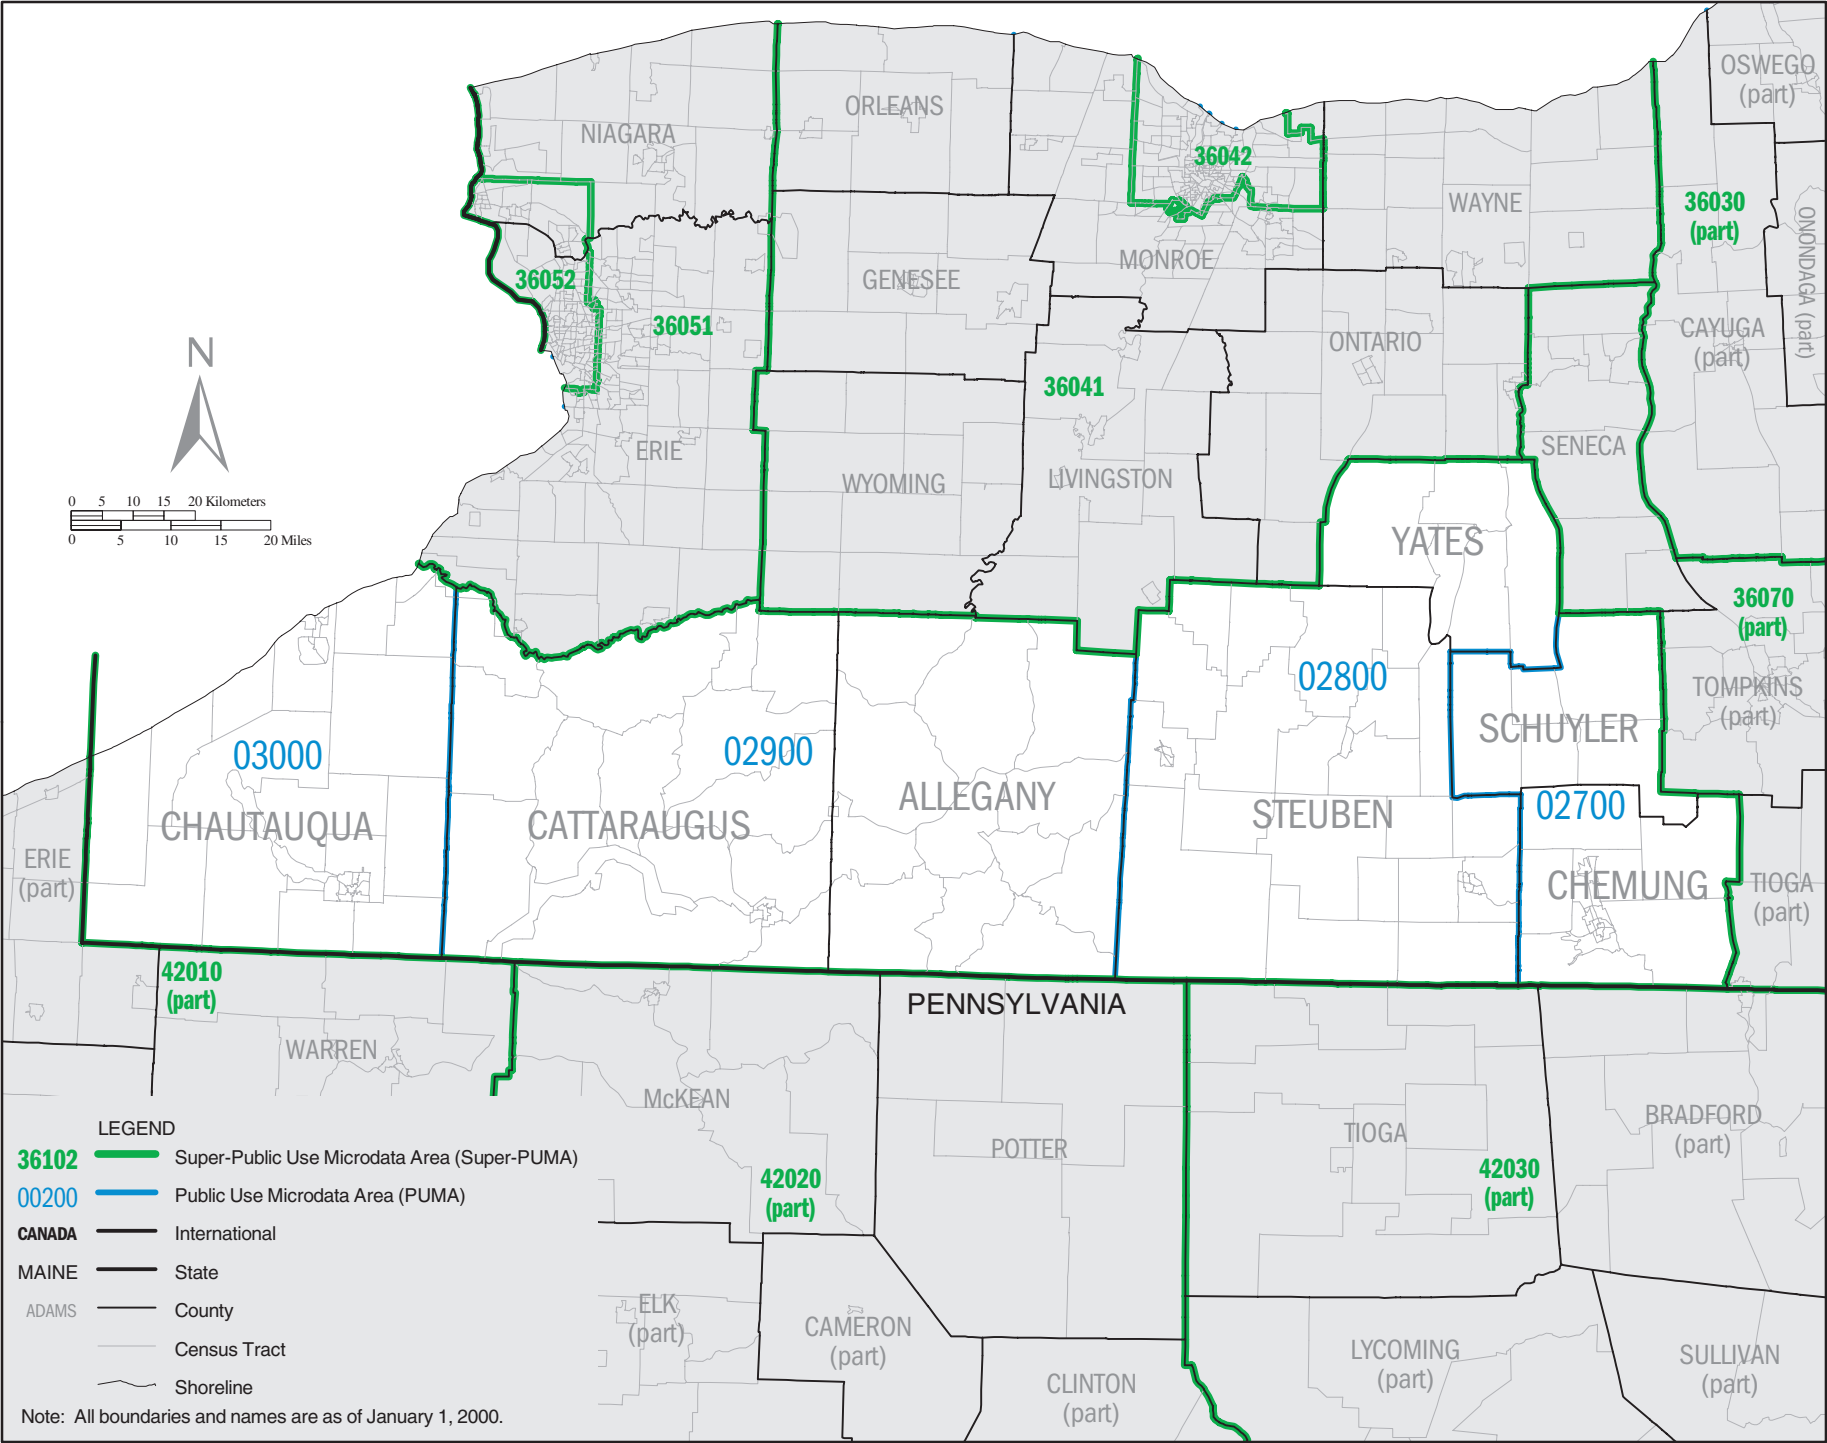 OSWEGO
(part)
ORLEANS
NIAGARA
36042
WAYNE
36030
(part)
ONONDAGA (part)
MONROE
GENESEE
36052
36051
CAYUGA
(part)
ONTARIO
N
36041
SENECA
ERIE
WYOMING
LIVINGSTON
0 5 10 15 20 Kilometers
0 5 10 15 20 Miles
YATES
36070
(part)
02800
TOMPKINS
(part)
SCHUYLER
03000
02900
ALLEGANY
02700
STEUBEN
CHAUTAUQUA
CATTARAUGUS
ERIE
(part)
CHEMUNG
TIOGA
(part)
42010
(part)
PENNSYLVANIA
WARREN
McKEAN
BRADFORD
(part)
TIOGA
POTTER
42020
(part)
42030
(part)
LEGEND
36102 Super-Public Use Microdata Area (Super-PUMA)
00200 Public Use Microdata Area (PUMA)
CANADA International
MAINE State
ADAMS County
Census Tract
Shoreline
Note: All boundaries and names are as of January 1, 2000.
ELK
(part)
CAMERON
(part)
CLINTON
(part)
LYCOMING
(part)
SULLIVAN
(part)